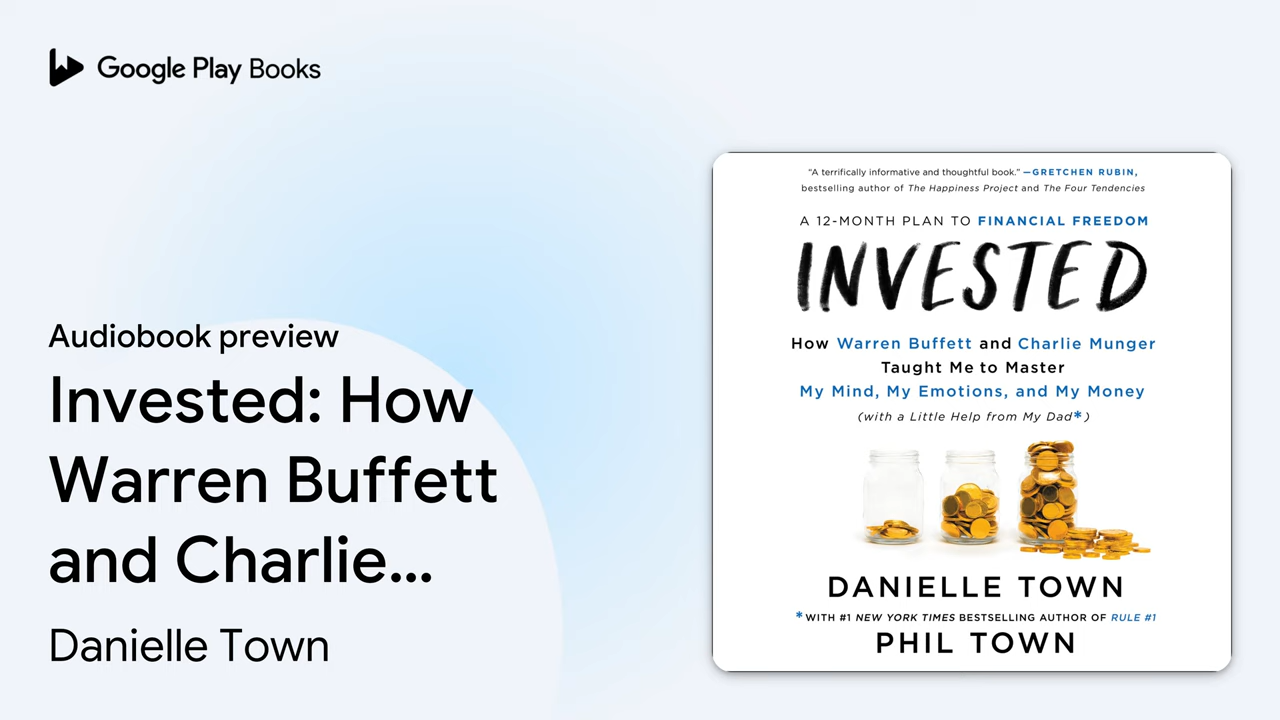 Google Play Books
Audiobook preview
Invested: How
Warren Buffett
and Charlie...
Danielle Town
"A terrifically informative and thoughtful book." —GRETCHEN RUBIN,
bestselling author of The Happiness Project and The Four Tendencies
A 12-MONTH PLAN TO FINANCIAL FREEDOM
INVESTED
How Warren Buffett and Charlie Munger
Taught Me to Master
My Mind, My Emotions, and My Money
(with a Little Help from My Dad*)
DANIELLE TOWN
*WITH #1 NEW YORK TIMES BESTSELLING AUTHOR OF RULE #1
PHIL TOWN